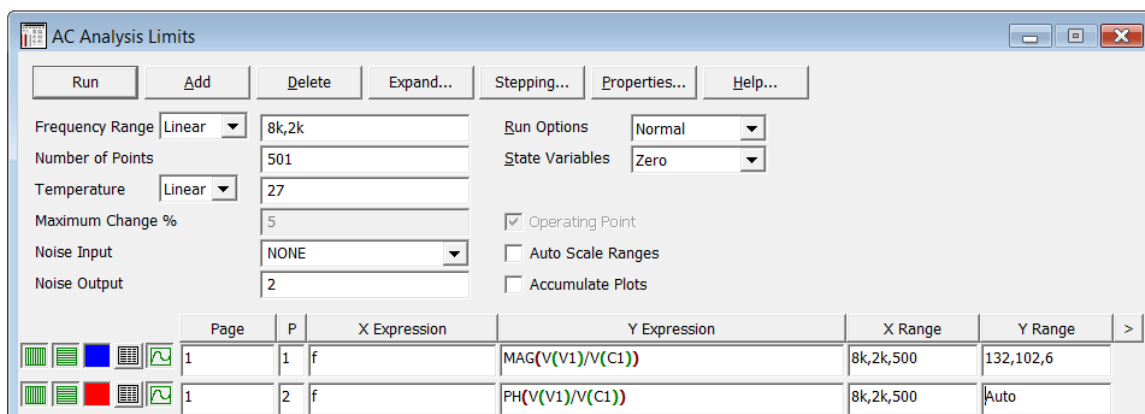 AC Analysis Limits
Run Add Delete Expand... Stepping... Properties... Help...
Frequency Range Linear 8k,2k Run Options Normal
Number of Points 501 State Variables Zero
Temperature Linear 27
Maximum Change % 5 Operating Point
Noise Input NONE Auto Scale Ranges
Noise Output 2 Accumulate Plots
Page P X Expression Y Expression X Range Y Range >
1 1 f MAG(V(V1)/V(C1)) 8k,2k,500 132,102,6
1 2 f PH(V(V1)/V(C1)) 8k,2k,500 Auto